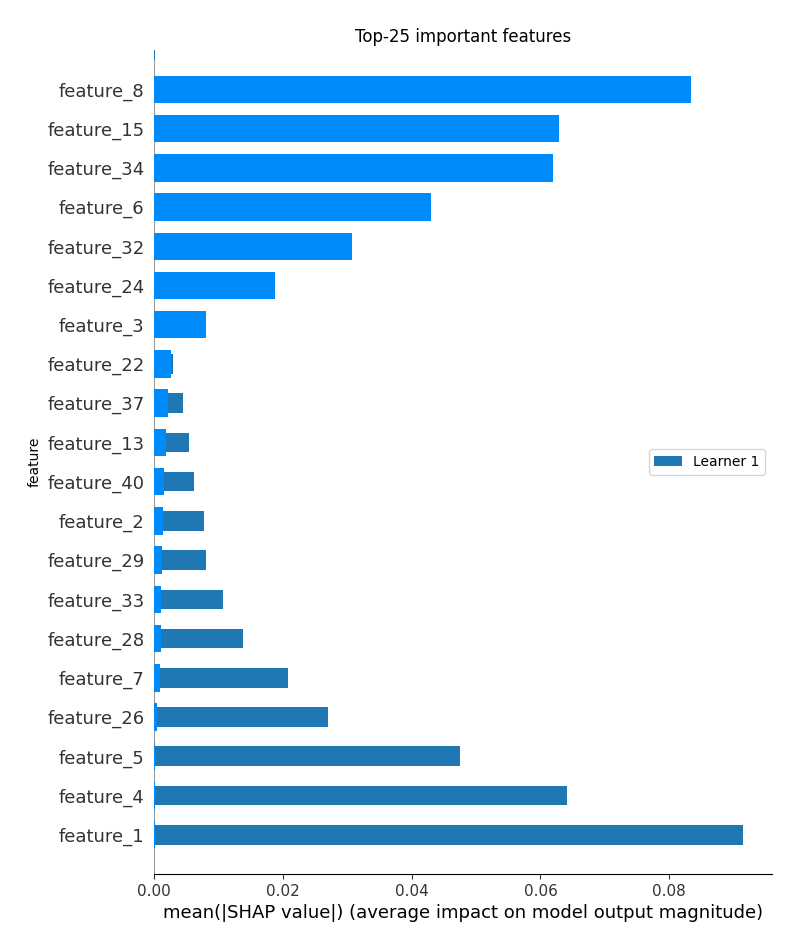 Top-25 important features
feature_8
feature_15
feature_34
feature_6
feature_32
feature_24
feature_3
feature_22
feature_37
feature_13
feature_40
feature_2
feature_29
feature_33
feature_28
feature_7
feature_26
feature_5
feature_4
feature_1
feature
Learner 1
0.00 0.02 0.04 0.06 0.08
mean(|SHAP value|) (average impact on model output magnitude)